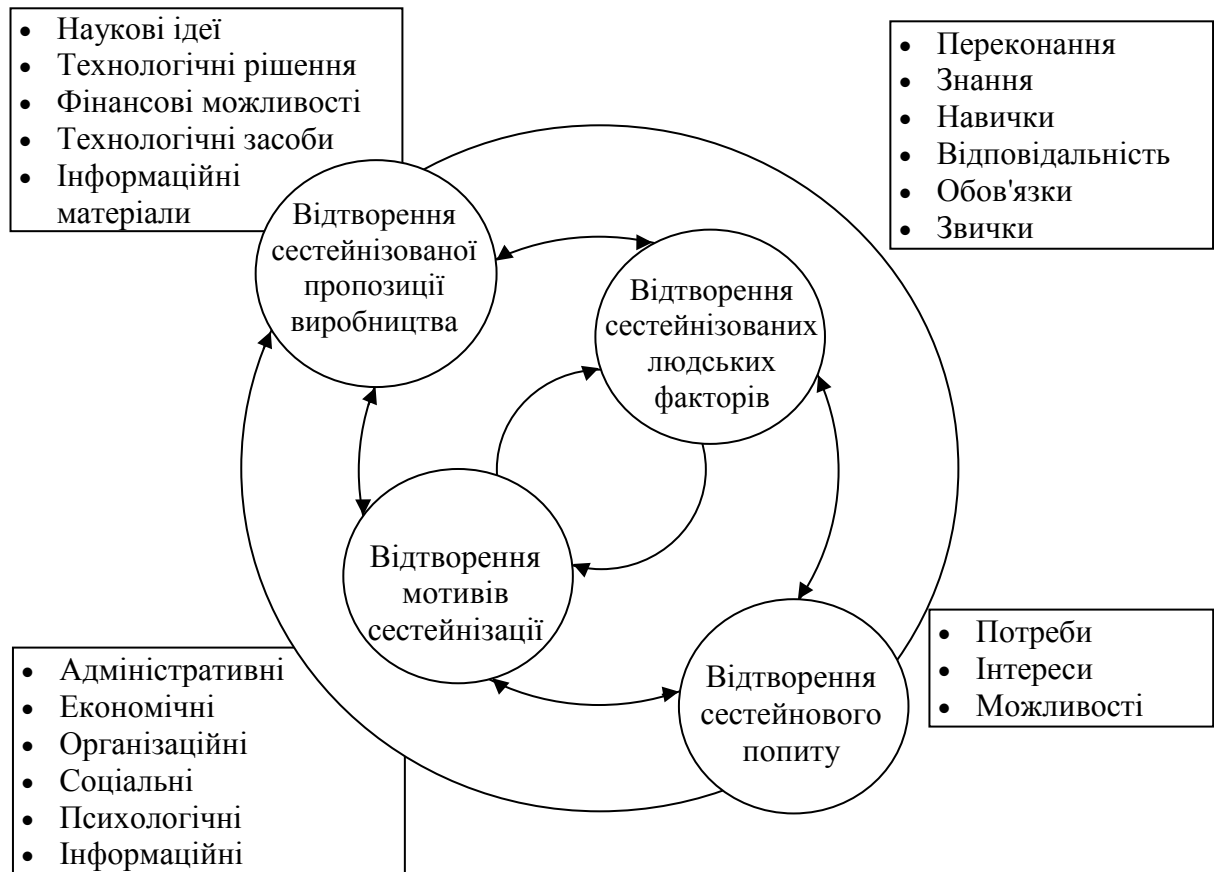 • Наукові ідеї
• Технологічні рішення
• Фінансові можливості
• Технологічні засоби
• Інформаційні
матеріали
• Переконання
• Знання
• Навички
• Відповідальність
• Обов'язки
• Звички
Відтворення
сестейнізованої
пропозиції
виробництва
Відтворення
сестейнізованих
людських
факторів
Відтворення
мотивів
сестейнізації
Відтворення
сестейнового
попиту
• Потреби
• Інтереси
• Можливості
• Адміністративні
• Економічні
• Організаційні
• Соціальні
• Психологічні
• Інформаційні